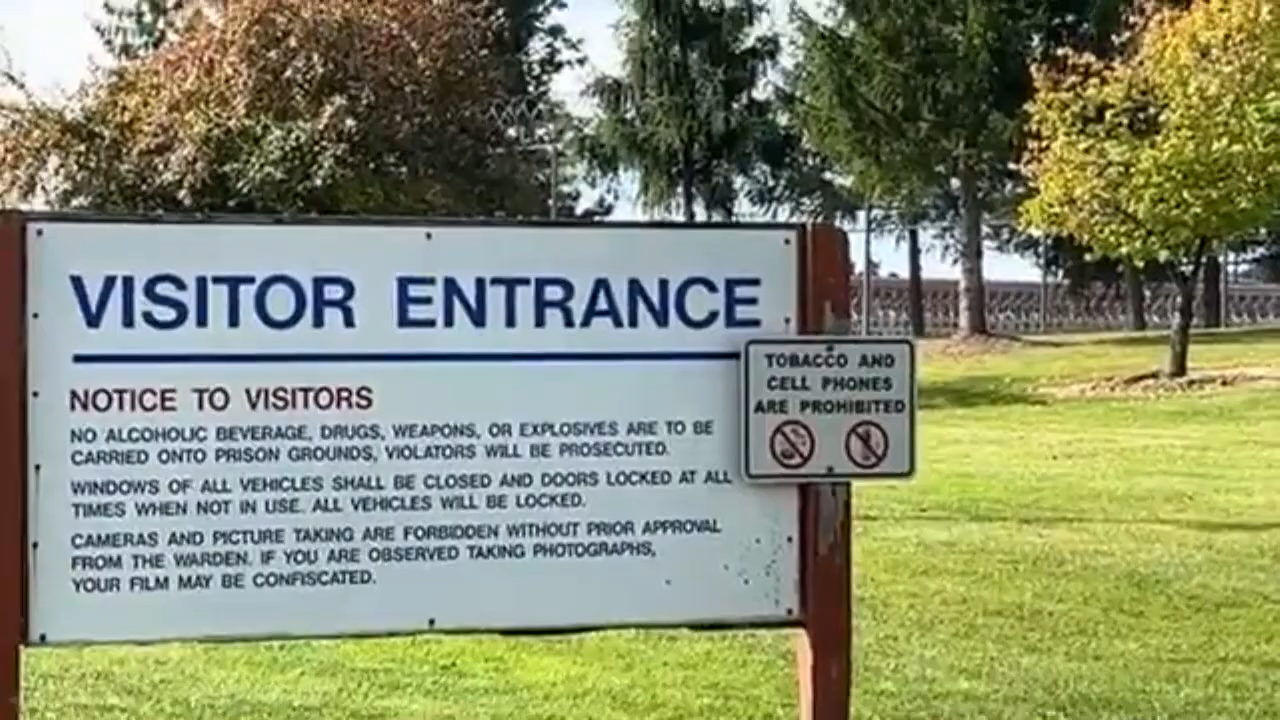 VISITOR ENTRANCE
NOTICE TO VISITORS
NO ALCOHOLIC BEVERAGE, DRUGS, WEAPONS, OR EXPLOSIVES ARE TO BE
CARRIED ONTO PRISON GROUNDS, VIOLATORS WILL BE PROSECUTED.
WINDOWS OF ALL VEHICLES SHALL BE CLOSED AND DOORS LOCKED AT ALL
TIMES WHEN NOT IN USE. ALL VEHICLES WILL BE LOCKED.
CAMERAS AND PICTURE TAKING ARE FORBIDDEN WITHOUT PRIOR APPROVAL
FROM THE WARDEN. IF YOU ARE OBSERVED TAKING PHOTOGRAPHS,
YOUR FILM MAY BE CONFISCATED.
TOBACCO AND
CELL PHONES
ARE PROHIBITED